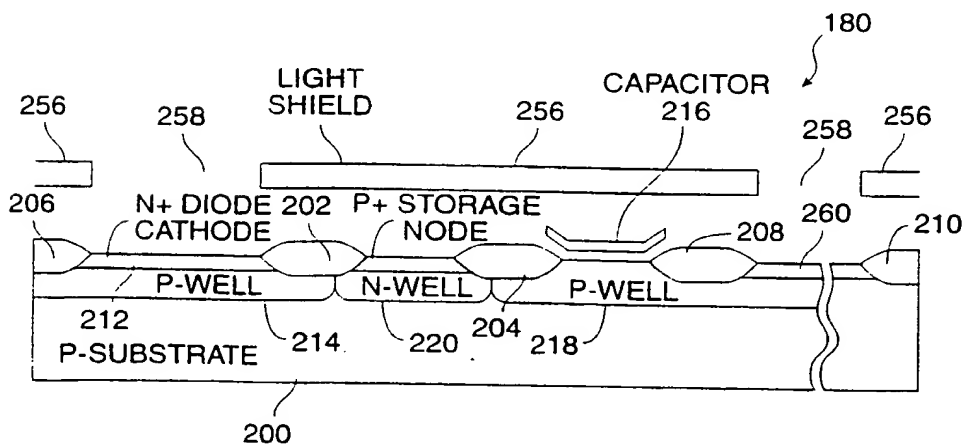 180
LIGHT
SHIELD
CAPACITOR
216
256
258
256
258
256
206
N+ DIODE
CATHODE
202
P+ STORAGE
NODE
208
260
210
P-WELL
N-WELL
P-WELL
212
214
220
204
218
P-SUBSTRATE
200